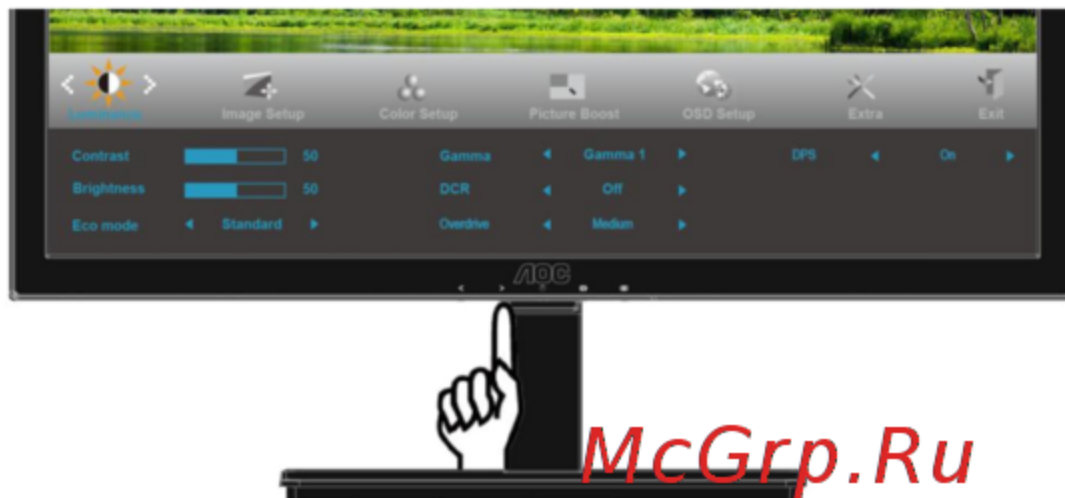 Luminance
Image Setup
Color Setup
Picture Boost
OSD Setup
Extra
Exit
Contrast 50 Gamma Gamma 1 DPS On
Brightness 50 DCR Off
Eco mode Standard Overdrive Medium
AOC
McGrp.Ru